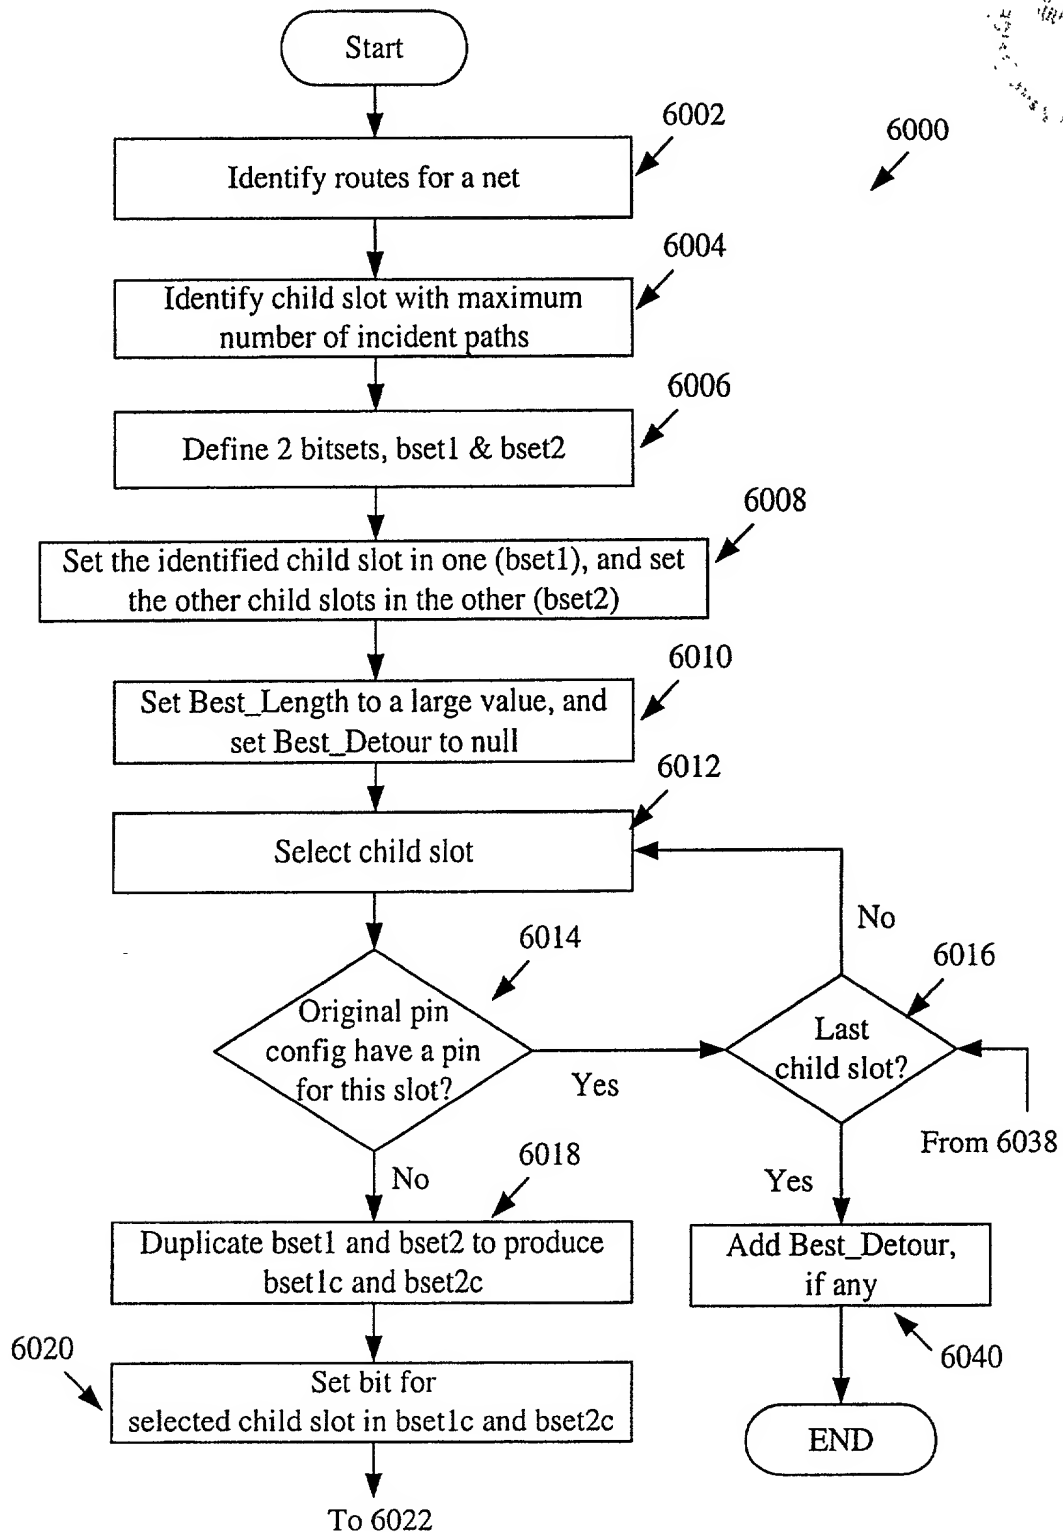 Start
6002
6000
Identify routes for a net
6004
Identify child slot with maximum
number of incident paths
6006
Define 2 bitsets, bset1 & bset2
6008
Set the identified child slot in one (bset1), and set
the other child slots in the other (bset2)
6010
Set Best_Length to a large value, and
set Best_Detour to null
6012
Select child slot
No
6014
6016
Original pin
config have a pin
for this slot?
Last
child slot?
Yes
From 6038
6018
No
Yes
Duplicate bset1 and bset2 to produce
bset1c and bset2c
Add Best_Detour,
if any
6020
6040
Set bit for
selected child slot in bset1c and bset2c
END
To 6022